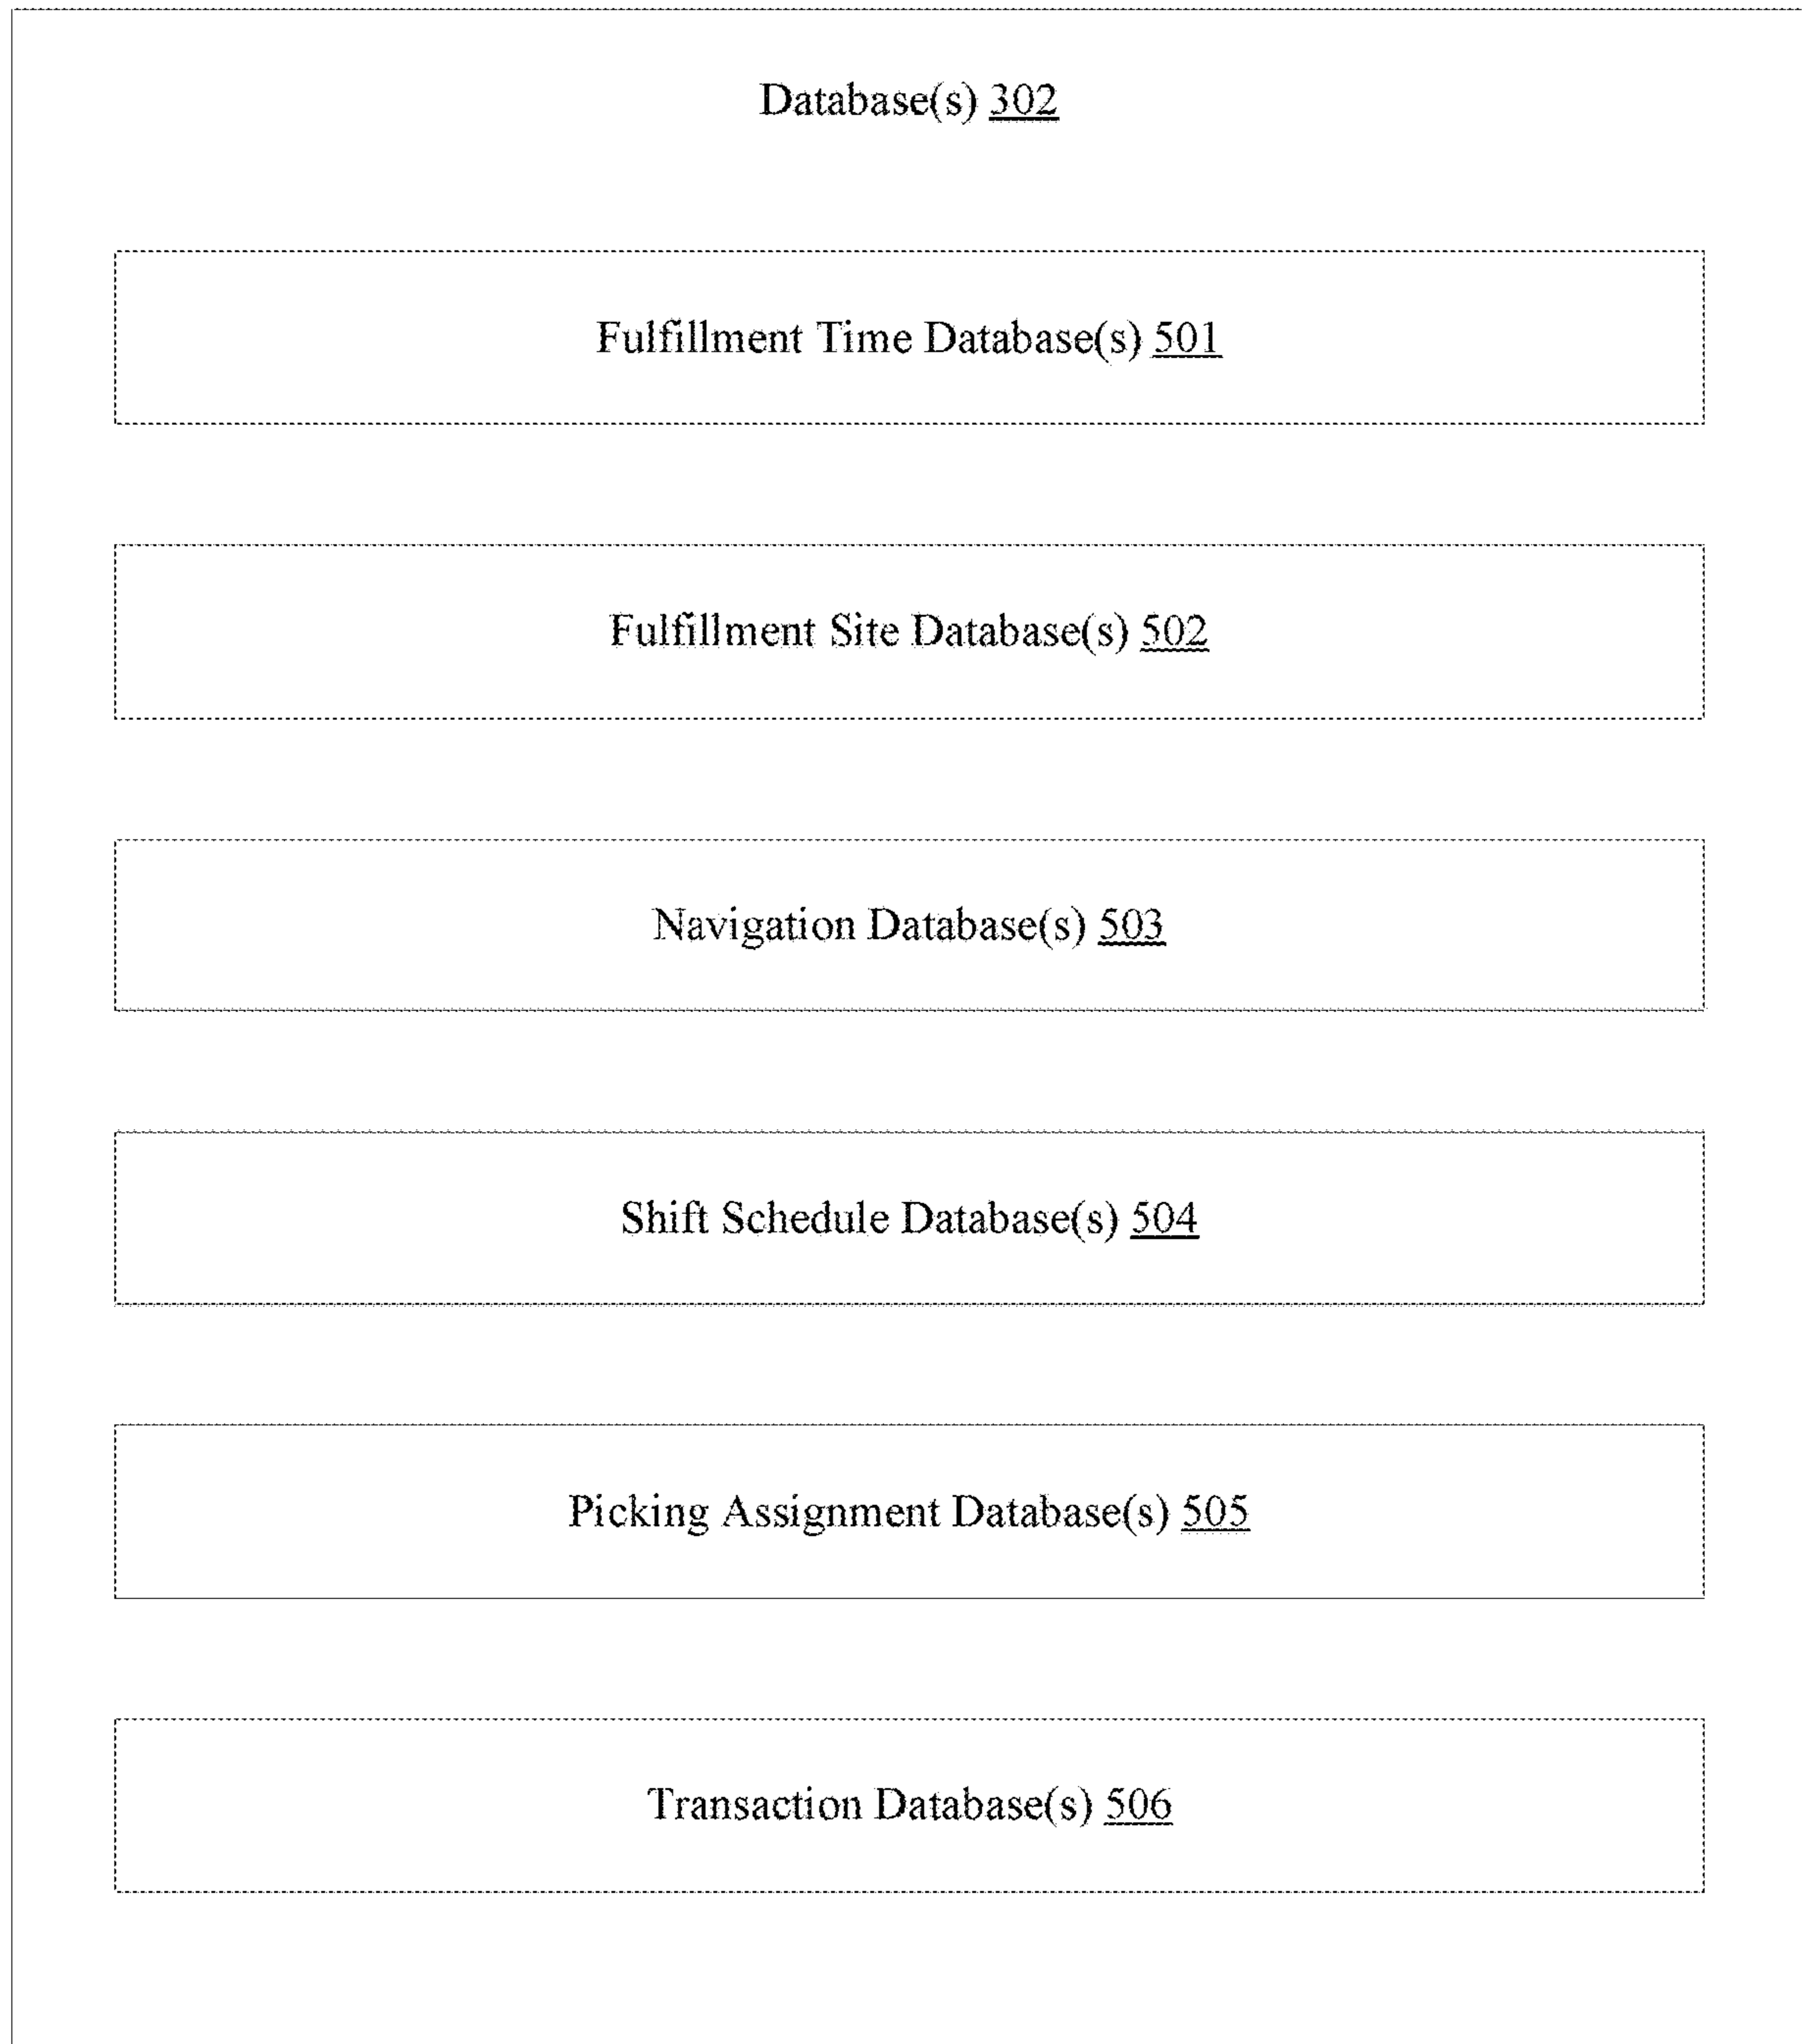 Database(s) 302
Fulfillment Time Database(s) 501
Fulfillment Site Database(s) 502
Navigation Database(s) 503
Shift Schedule Database(s) 504
Picking Assignment Database(s) 505
Transaction Database(s) 506